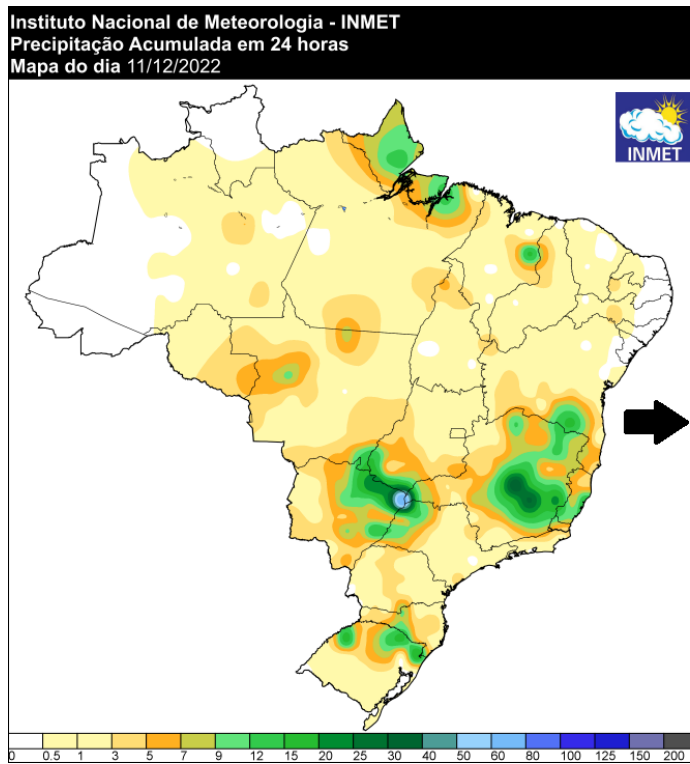 Instituto Nacional de Meteorologia - INMET
Precipitação Acumulada em 24 horas
Mapa do dia 11/12/2022
INMET
0 0.5 1 3 5 7 9 12 15 20 25 30 40 50 60 80 100 125 150 200